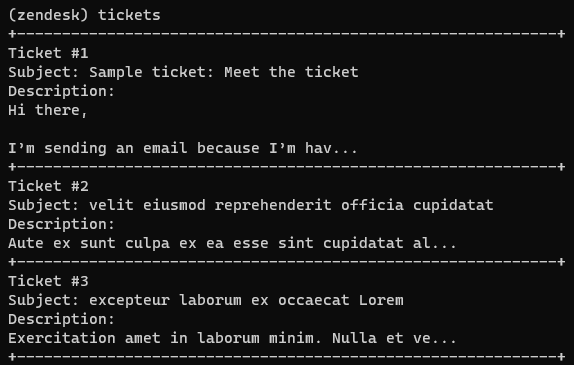 (zendesk) tickets
+------------------------------------------------------------+
Ticket #1
Subject: Sample ticket: Meet the ticket
Description:
Hi there,

I’m sending an email because I’m hav...
+------------------------------------------------------------+
Ticket #2
Subject: velit eiusmod reprehenderit officia cupidatat
Description:
Aute ex sunt culpa ex ea esse sint cupidatat al...
+------------------------------------------------------------+
Ticket #3
Subject: excepteur laborum ex occaecat Lorem
Description:
Exercitation amet in laborum minim. Nulla et ve...
+------------------------------------------------------------+